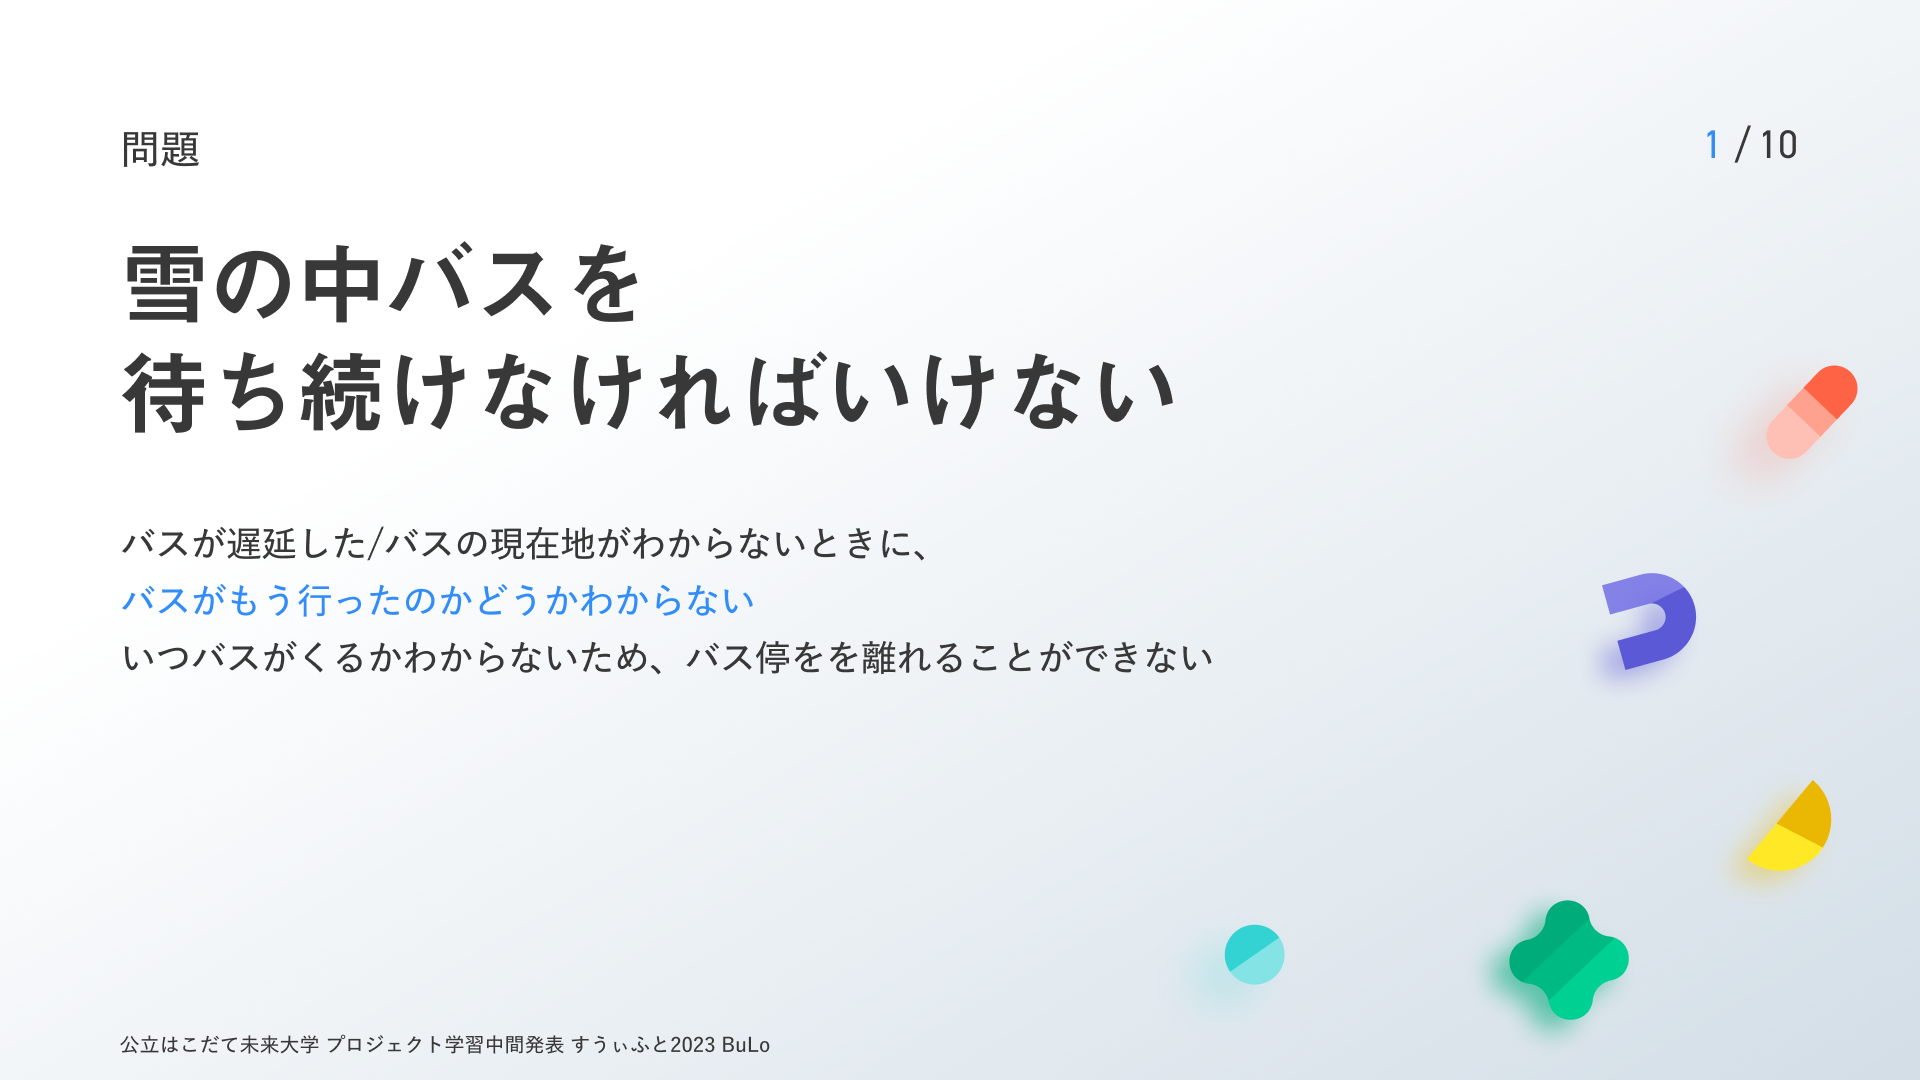 問題
1 / 10
雪の中バスを
待ち続けなければいけない
バスが遅延した/バスの現在地がわからないときに、
バスがもう行ったのかどうかわからない
いつバスがくるかわからないため、バス停をを離れることができない
公立はこだて未来大学 プロジェクト学習中間発表 すうぃふと2023 BuLo